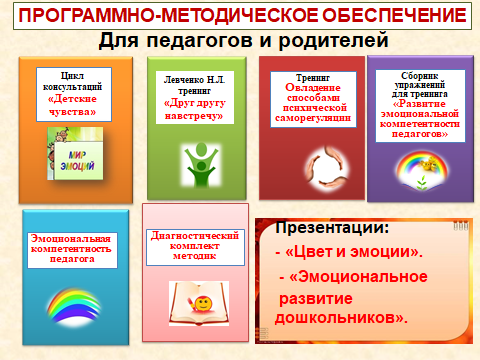 ПРОГРАММНО-МЕТОДИЧЕСКОЕ ОБЕСПЕЧЕНИЕ
Для педагогов и родителей
Цикл
консультаций
«Детские
чувства»
МИР
ЭМОЦИЙ
Левченко Н.Л.
тренинг
«Друг другу
навстречу»
Тренинг
Овладение
способами
психической
саморегуляции
Сборник
упражнений
для тренинга
«Развитие
эмоциональной
компетентности
педагогов»
Эмоциональная
компетентность
педагога
Диагностический
комплект
методик
Презентации:
- «Цвет и эмоции».
- «Эмоциональное
развитие
дошкольников».